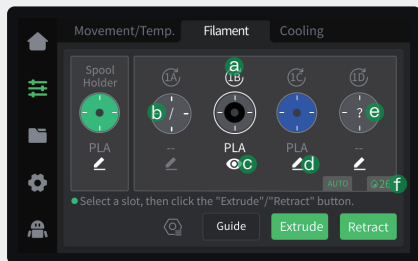 Movement/Temp. Filament Cooling
Spool Holder
1A a 1B 1C 1D
b / ? e
PLA -- PLA PLA --
c d
AUTO 26 f
Select a slot, then click the "Extrude"/"Retract" button.
Guide Extrude Retract